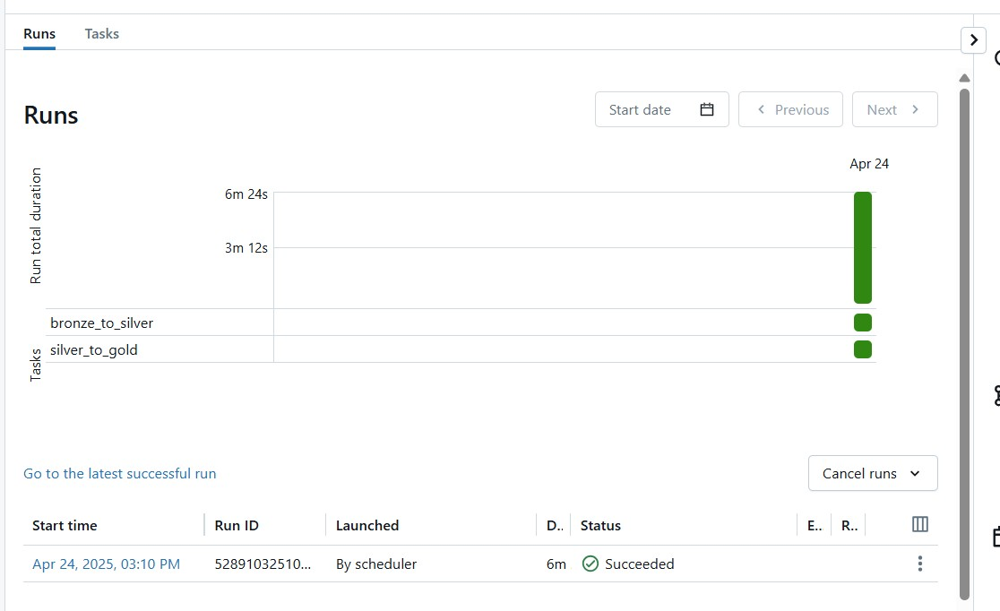 Runs Tasks
Runs
Start date Previous Next
Apr 24
Run total duration
6m 24s
3m 12s
Tasks
bronze_to_silver
silver_to_gold
Go to the latest successful run Cancel runs
Start time Run ID Launched D.. Status E.. R..
Apr 24, 2025, 03:10 PM 52891032510... By scheduler 6m Succeeded